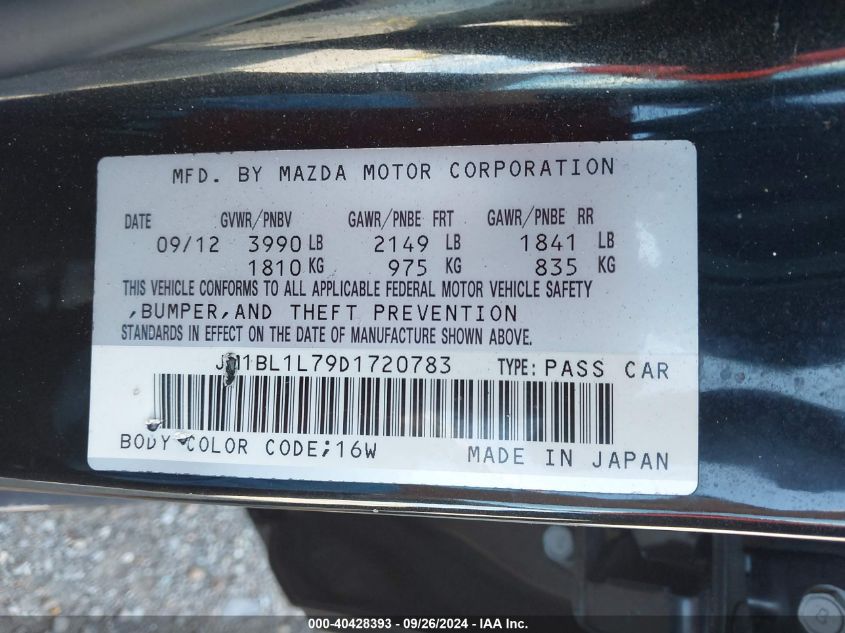 MFD. BY MAZDA MOTOR CORPORATION
DATE GVWR/PNBV GAWR/PNBE FRT GAWR/PNBE RR
09/12 3990 LB 2149 LB 1841 LB
1810 KG 975 KG 835 KG
THIS VEHICLE CONFORMS TO ALL APPLICABLE FEDERAL MOTOR VEHICLE SAFETY
,BUMPER,AND THEFT PREVENTION
STANDARDS IN EFFECT ON THE DATE OF MANUFACTURE SHOWN ABOVE.
JM1BL1L79D1720783 TYPE: PASS CAR
BODY COLOR CODE;16W MADE IN JAPAN
000-40428393 - 09/26/2024 - IAA Inc.